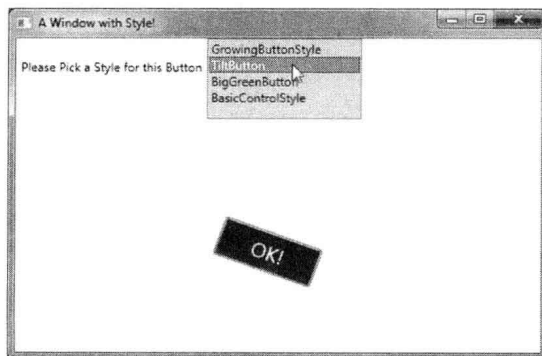 A Window with Style!
Please Pick a Style for this Button
GrowingButtonStyle
TiltButton
BigGreenButton
BasicControlStyle
OK!